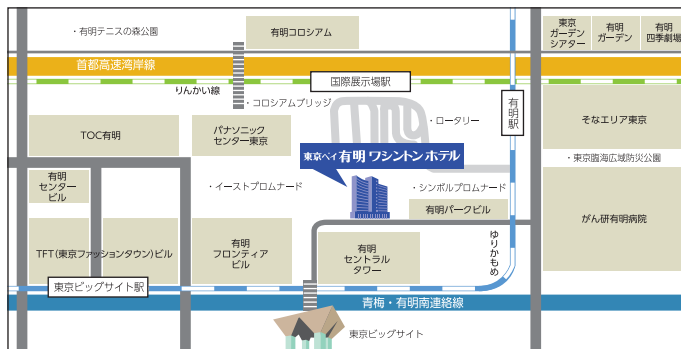 ・有明テニスの森公園
有明コロシアム
東京
ガーデン
シアター
有明
ガーデン
有明
四季劇場
首都高速湾岸線
りんかい線
国際展示場駅
・コロシアムブリッジ
有明駅
・ロータリー
TOC有明
パナソニック
センター東京
そなエリア東京
東京ベイ 有明 ワシントン ホテル
・東京臨海広域防災公園
有明
センター
ビル
・イーストプロムナード
・シンボルプロムナード
有明パークビル
がん研有明病院
TFT(東京ファッションタウン)ビル
有明
フロンティア
ビル
有明
セントラル
タワー
ゆりかもめ
東京ビッグサイト駅
青梅・有明南連絡線
東京ビッグサイト